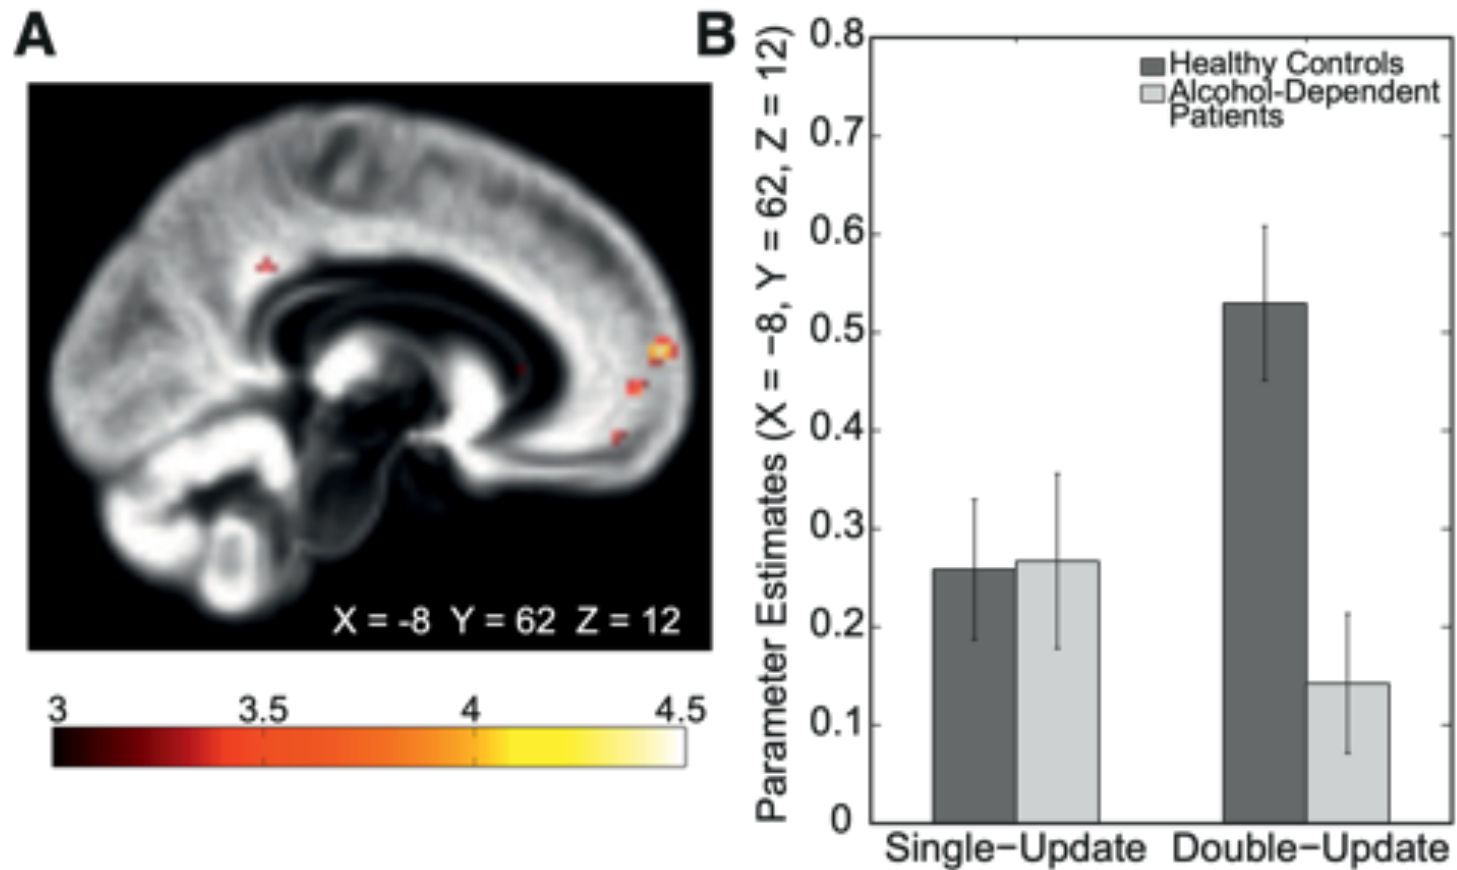 A
X = -8 Y = 62 Z = 12
3 3.5 4 4.5
B
Parameter Estimates (X = −8, Y = 62, Z = 12)
0.8
0.7
0.6
0.5
0.4
0.3
0.2
0.1
0
Healthy Controls
Alcohol-Dependent
Patients
Single−Update Double−Update